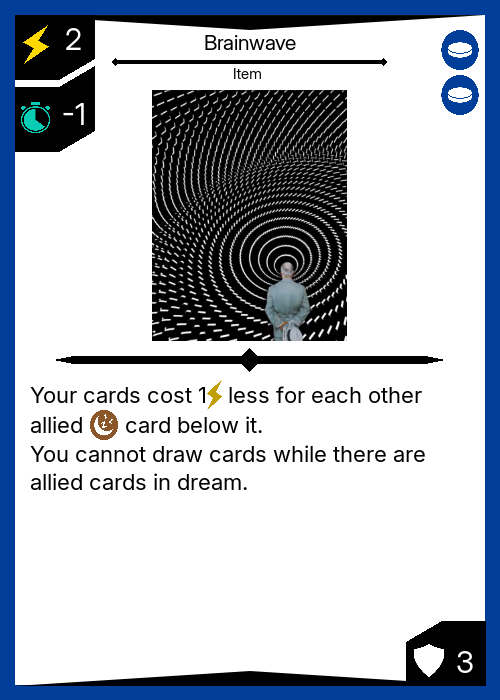 2
Brainwave
Item
-1
Your cards cost 1 less for each other
allied card below it.
You cannot draw cards while there are
allied cards in dream.
3